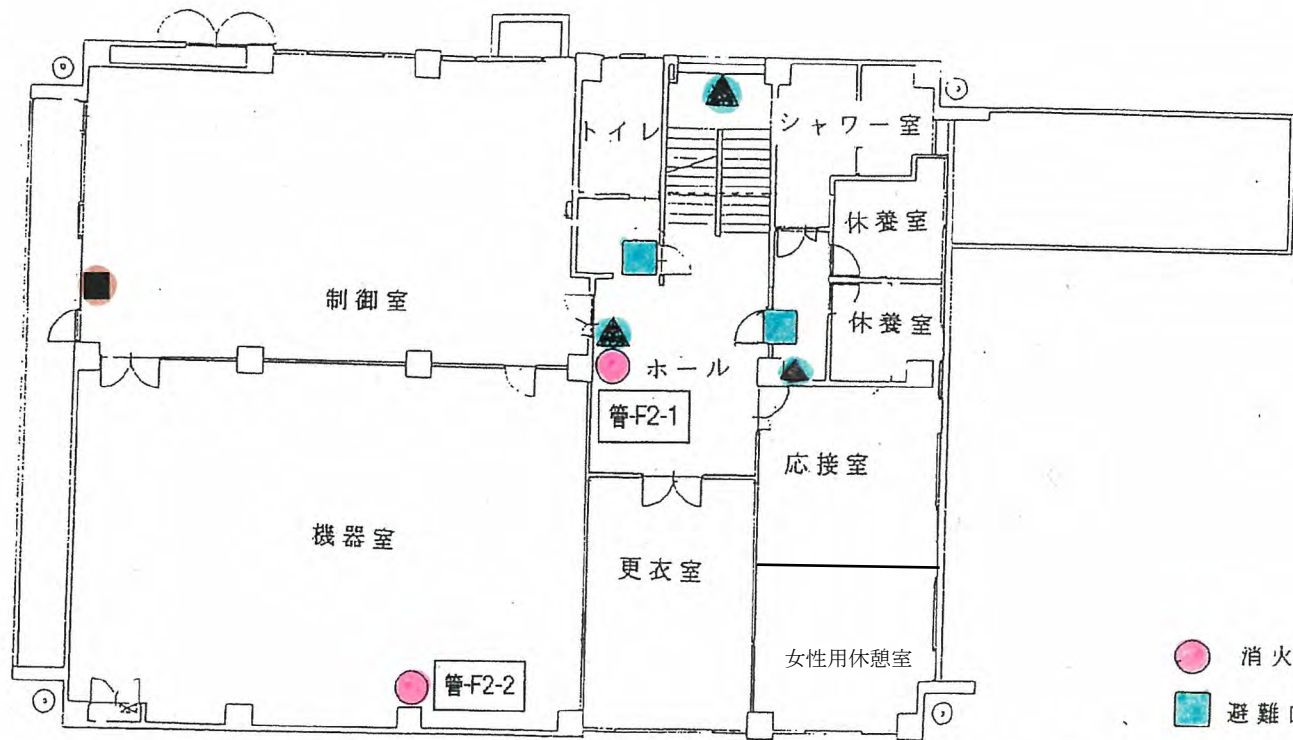 トイレ
シャワー室
休養室
制御室
休養室
ホール
管-F2-1
応接室
機器室
更衣室
女性用休憩室
管-F2-2
消火
避難